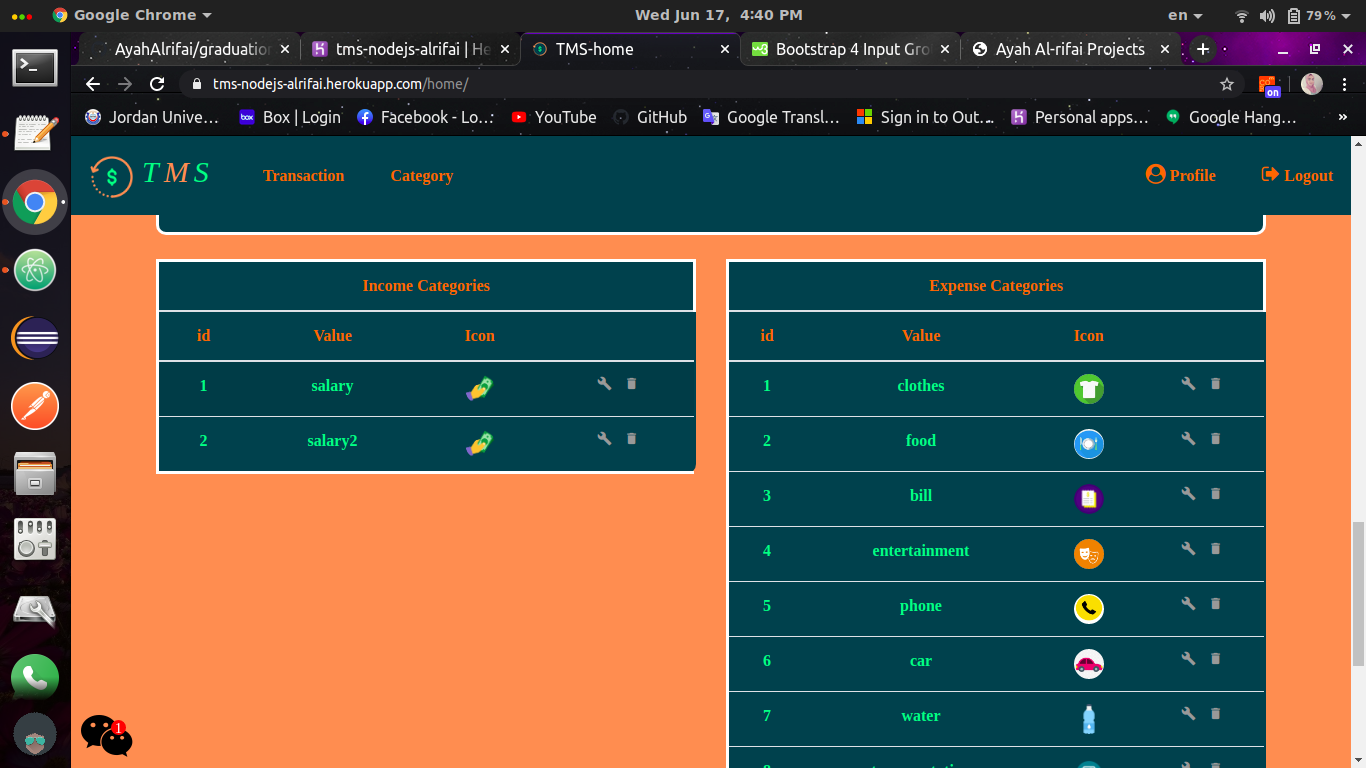 Google Chrome
Wed Jun 17, 4:40 PM
en
79%
AyahAlrifai/graduation
tms-nodejs-alrifai | He
TMS-home
Bootstrap 4 Input Gro
Ayah Al-rifai Projects
tms-nodejs-alrifai.herokuapp.com/home/
on
Jordan Unive...
Box | Login
Facebook - Lo...
YouTube
GitHub
Google Transl...
Sign in to Out...
Personal apps...
Google Hang...
»
TMS
Transaction
Category
Profile
Logout
Income Categories
id Value Icon
1 salary
2 salary2
Expense Categories
id Value Icon
1 clothes
2 food
3 bill
4 entertainment
5 phone
6 car
7 water
1